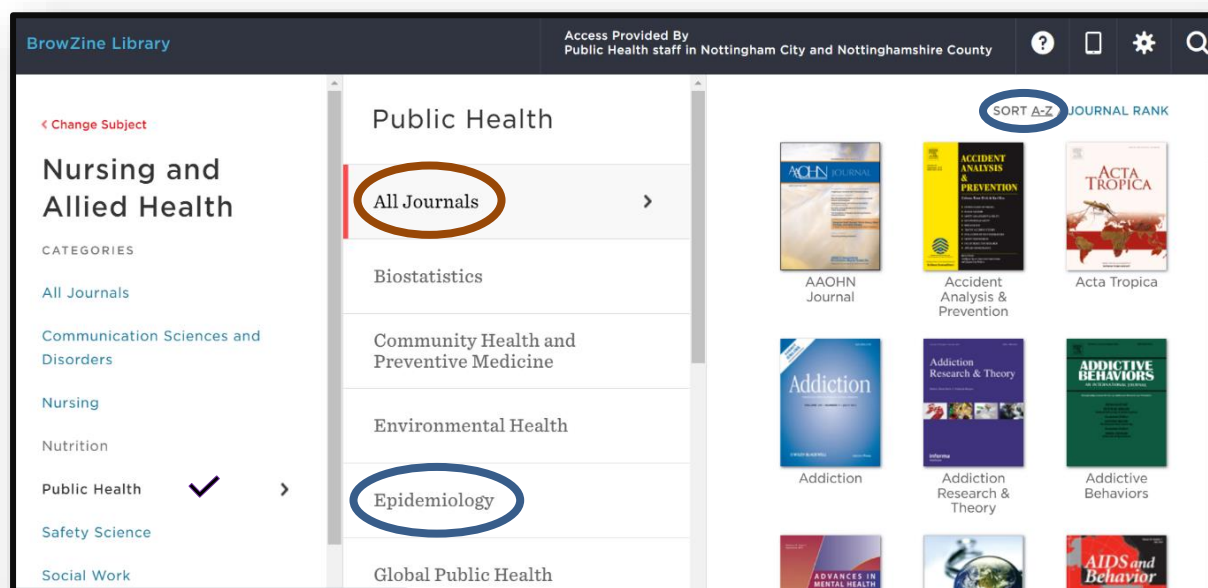 BrowZine Library
Access Provided By
Public Health staff in Nottingham City and Nottinghamshire County
?
< Change Subject
Nursing and
Allied Health
CATEGORIES
All Journals
Communication Sciences and
Disorders
Nursing
Nutrition
Public Health
Safety Science
Social Work
Public Health
All Journals
Biostatistics
Community Health and
Preventive Medicine
Environmental Health
Epidemiology
Global Public Health
SORT A-Z JOURNAL RANK
AAOHN JOURNAL
AAOHN
Journal
ACCIDENT
ANALYSIS
&
PREVENTION
Accident
Analysis &
Prevention
ACTA
TROPICA
Acta Tropica
Addiction
Addiction
Addiction
Research & Theory
informa
Addiction
Research &
Theory
ADDICTIVE
BEHAVIORS
Addictive
Behaviors
ADVANCES IN
MENTAL HEALTH
AIDS and
Behavior